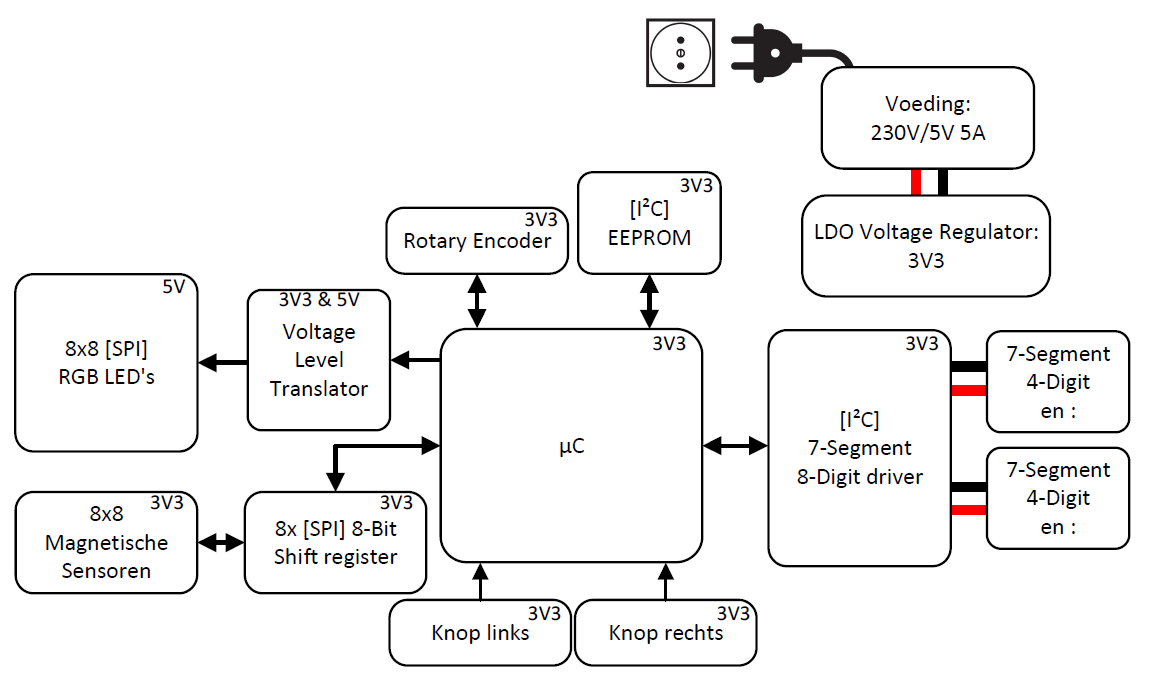 Voeding:
230V/5V 5A
LDO Voltage Regulator:
3V3
3V3
[I²C]
EEPROM
3V3
Rotary Encoder
5V
8x8 [SPI]
RGB LED's
3V3 & 5V
Voltage
Level
Translator
3V3
µC
3V3
[I²C]
7-Segment
8-Digit driver
7-Segment
4-Digit
en :
7-Segment
4-Digit
en :
3V3
8x8
Magnetische
Sensoren
3V3
8x [SPI] 8-Bit
Shift register
3V3
Knop links
3V3
Knop rechts